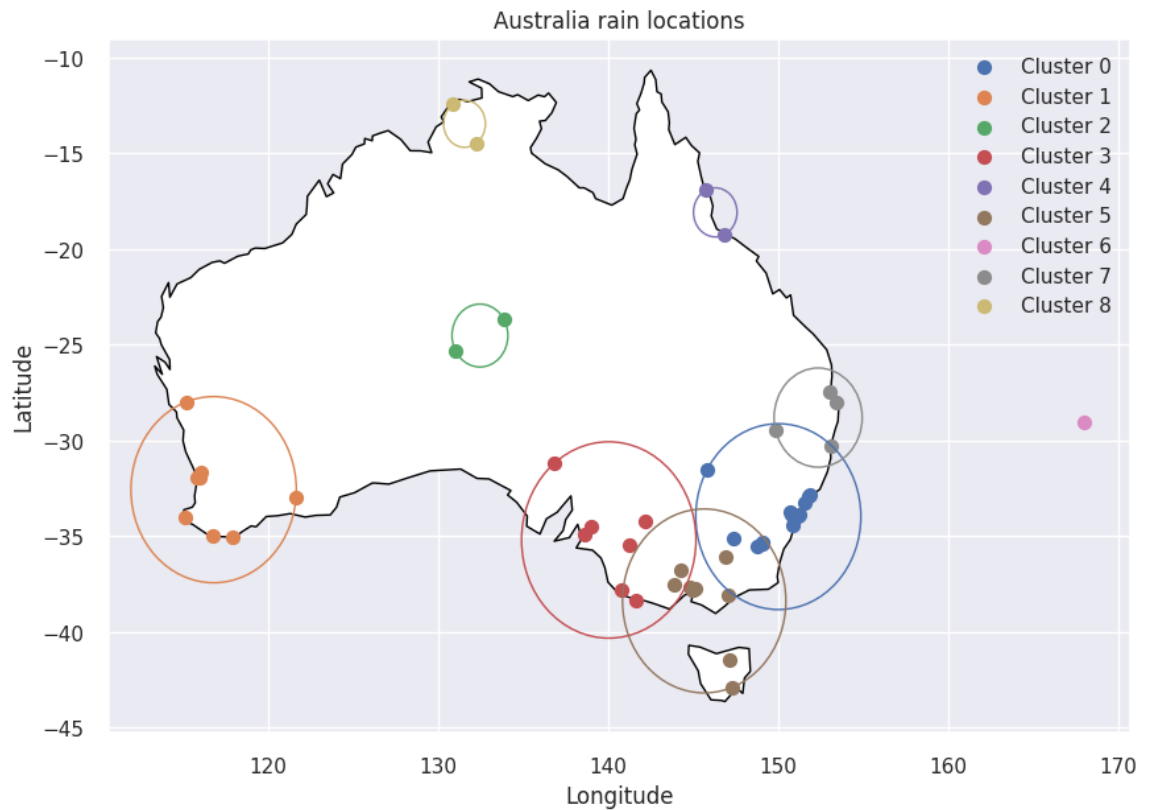 Australia rain locations
−10
−15
−20
−25
−30
−35
−40
−45
Latitude
120
130
140
150
160
170
Longitude
Cluster 0
Cluster 1
Cluster 2
Cluster 3
Cluster 4
Cluster 5
Cluster 6
Cluster 7
Cluster 8